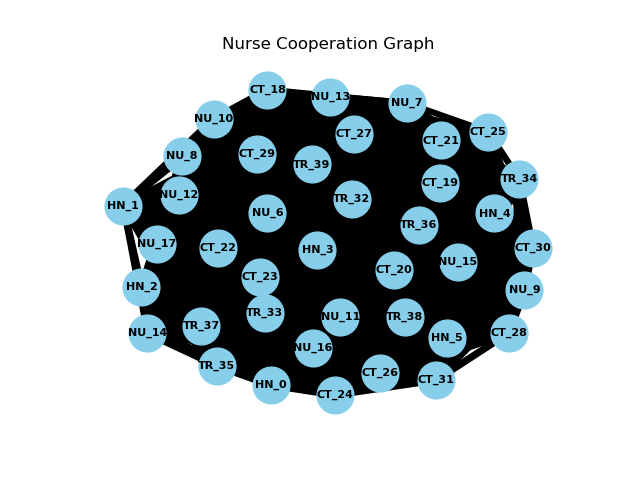 Nurse Cooperation Graph
CT_18
NU_13
NU_7
NU_10
CT_27
CT_25
CT_21
NU_8
CT_29
TR_39
TR_34
CT_19
NU_12
TR_32
HN_1
NU_6
HN_4
TR_36
NU_17
CT_22
HN_3
CT_30
NU_15
CT_20
CT_23
HN_2
NU_9
TR_33
NU_11
TR_38
TR_37
NU_14
CT_28
HN_5
NU_16
TR_35
CT_26
CT_31
HN_0
CT_24